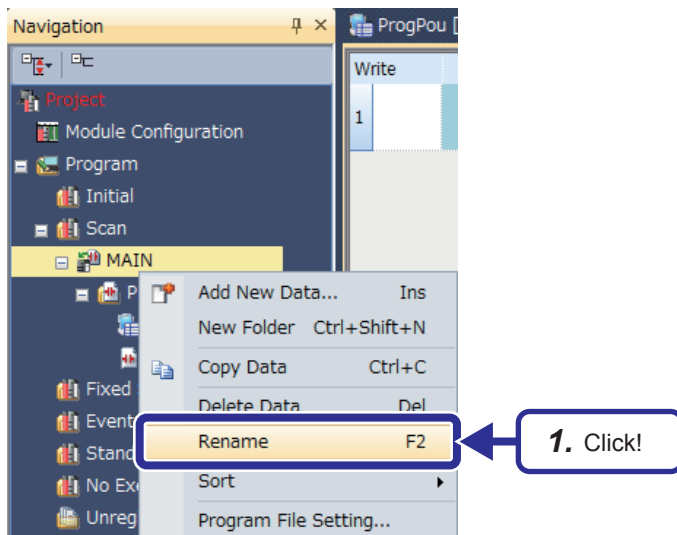 Navigation
ProgPou [
Write
1
Project
Module Configuration
Program
Initial
Scan
MAIN
P
Add New Data... Ins
New Folder Ctrl+Shift+N
Copy Data Ctrl+C
Delete Data Del
Rename F2
Sort
Program File Setting...
Fixed
Event
Stand
No Ex
Unreg
1. Click!